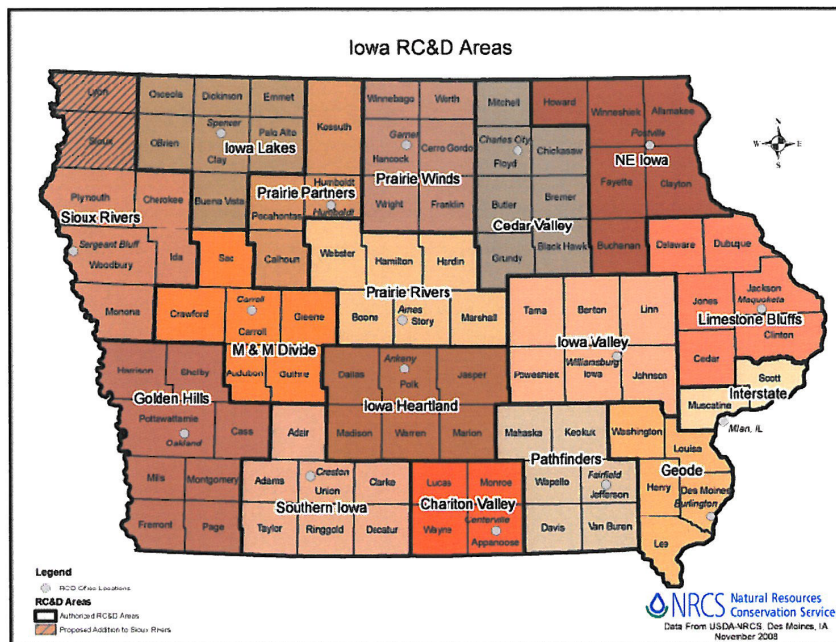 Iowa RC&D Areas
Lyon Osceola Dickinson Emmet Winnebago Worth Mitchell Howard Winneshiek Allamakee
Kossuth
Sioux OBrien Spencer Clay Palo Alto Garner Hancock Cerro Gordo Charles City Floyd Chickasaw Postville
Iowa Lakes
NE Iowa
Prairie Winds
Plymouth Cherokee Buena Vista Pocahontas Humboldt Humboldt Wright Franklin Butler Bremer Fayette Clayton
Prairie Partners
Sioux Rivers
Cedar Valley
Sergeant Bluff
Woodbury Ida Sac Calhoun Webster Hamilton Hardin Grundy Black Hawk Buchanan Delaware Dubuque
Prairie Rivers
Monona Crawford Carroll Carroll Greene Boone Ames Story Marshall Tama Benton Linn Jones Jackson Maquoketa
Limestone Bluffs
Clinton
M & M Divide
Iowa Valley
Harrison Shelby Audubon Guthrie Dallas Ankeny Polk Jasper Poweshiek Williamsburg Iowa Johnson Cedar Scott
Golden Hills
Interstate
Muscatine
Milan, IL
Iowa Heartland
Pottawattamie Oakland Cass Adair Madison Warren Marion Mahaska Keokuk Washington Louisa
Pathfinders
Geode
Mills Montgomery Adams Creston Union Clarke Lucas Monroe Wapello Fairfield Jefferson Henry Des Moines Burlington
Southern Iowa
Chariton Valley
Fremont Page Taylor Ringgold Decatur Wayne Centerville Appanoose Davis Van Buren Lee
Legend
RCD Office Locations
RC&D Areas
Authorized RC&D Areas
Proposed Addition to Sioux Rivers
N
W E
S
NRCS Natural Resources
Conservation Service
Data From USDA-NRCS, Des Moines, IA
November 2008